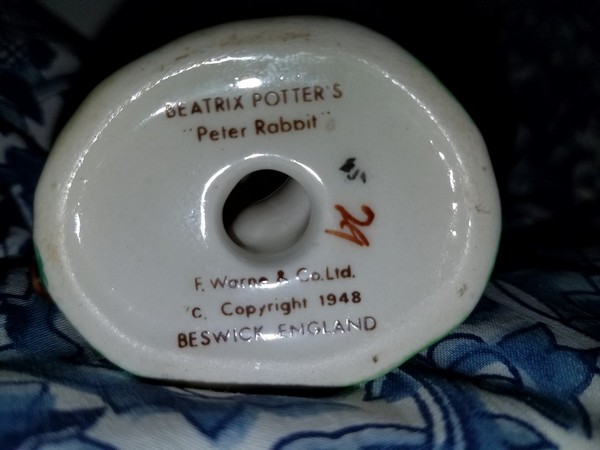 BEATRIX POTTER'S
"Peter Rabbit"
F. Warne & Co. Ltd.
C. Copyright 1948
BESWICK ENGLAND